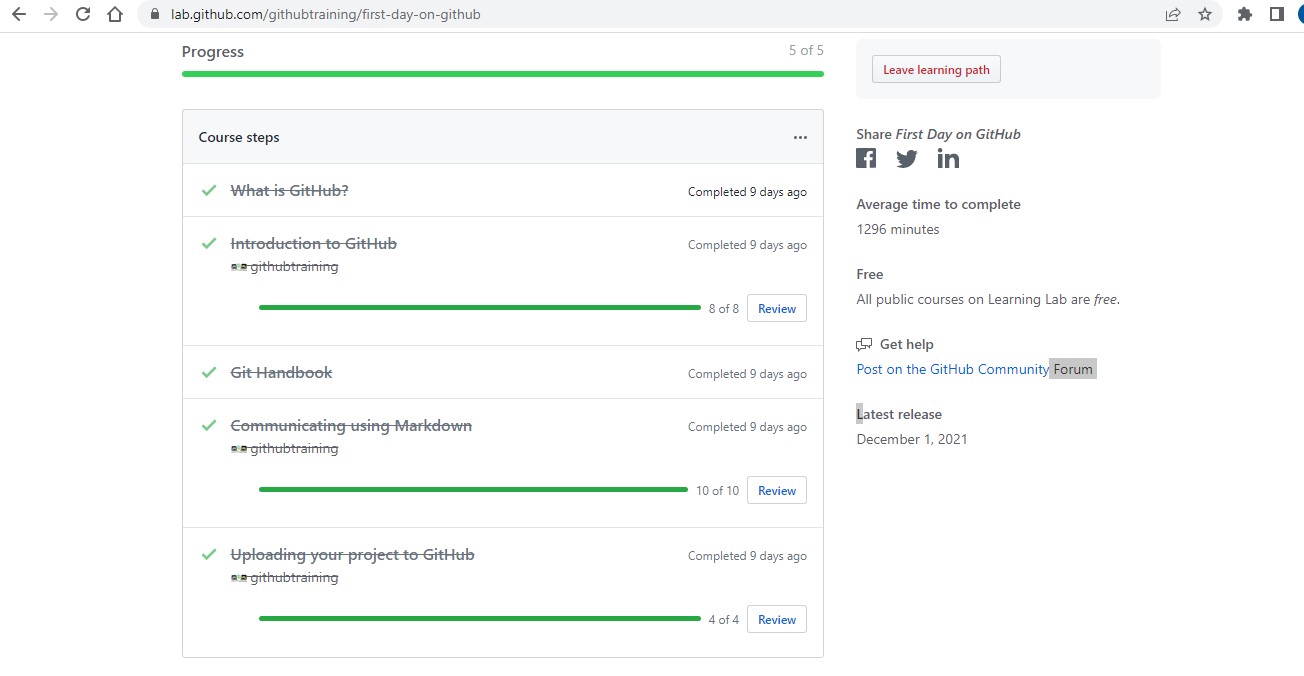 lab.github.com/githubtraining/first-day-on-github
Progress
5 of 5
Course steps
What is GitHub?
Completed 9 days ago
Introduction to GitHub
Completed 9 days ago
githubtraining
8 of 8
Review
Git Handbook
Completed 9 days ago
Communicating using Markdown
Completed 9 days ago
githubtraining
10 of 10
Review
Uploading your project to GitHub
Completed 9 days ago
githubtraining
4 of 4
Review
Leave learning path
Share First Day on GitHub
Average time to complete
1296 minutes
Free
All public courses on Learning Lab are free.
Get help
Post on the GitHub Community Forum
Latest release
December 1, 2021